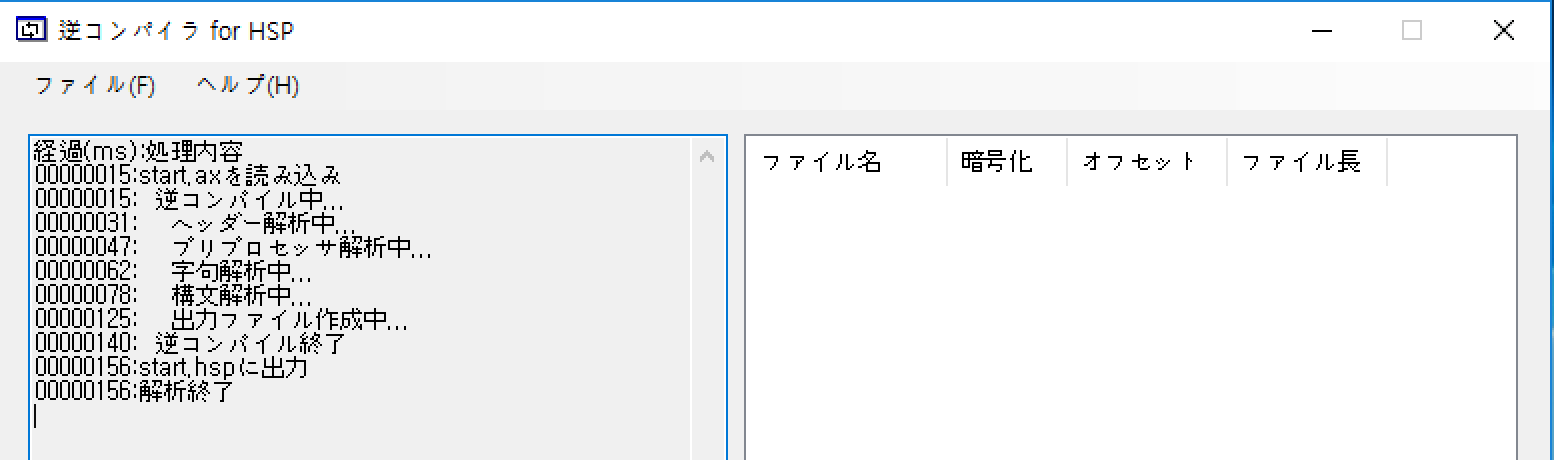 逆コンパイラ for HSP
ファイル(F) ヘルプ(H)
経過(ms):処理内容
00000015:start.axを読み込み
00000015: 逆コンパイル中...
00000031: ヘッダー解析中...
00000047: プリプロセッサ解析中...
00000062: 字句解析中...
00000078: 構文解析中...
00000125: 出力ファイル作成中...
00000140: 逆コンパイル終了
00000156:start.hspに出力
00000156:解析終了
ファイル名 暗号化 オフセット ファイル長